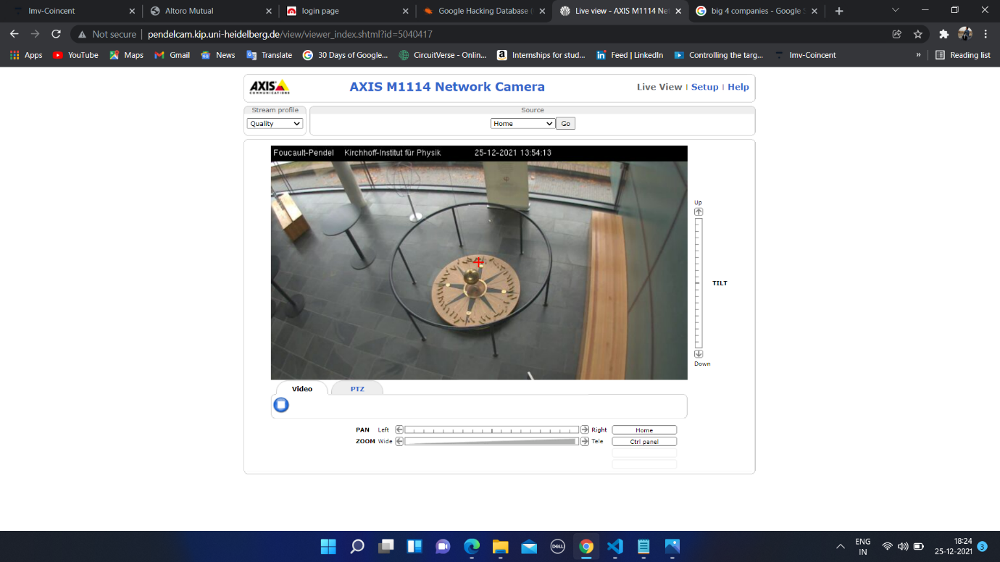 Imv-Coincent
Altoro Mutual
login page
Google Hacking Database (
Live view - AXIS M1114 Net
big 4 companies - Google S
Not secure | pendelcam.kip.uni-heidelberg.de/view/viewer_index.shtml?id=5040417
Apps
YouTube
Maps
Gmail
News
Translate
30 Days of Google...
CircuitVerse - Onlin...
Internships for stud...
Feed | LinkedIn
Controlling the targ...
Imv-Coincent
»
Reading list
AXIS
COMMUNICATIONS
AXIS M1114 Network Camera
Live View | Setup | Help
Stream profile
Quality
Source
Home
Go
Foucault-Pendel Kirchhoff-Institut für Physik 25-12-2021 13:54:13
Up
TILT
Down
Video
PTZ
PAN Left
Right
Home
ZOOM Wide
Tele
Ctrl panel
DELL
ENG
IN
18:24
25-12-2021
3